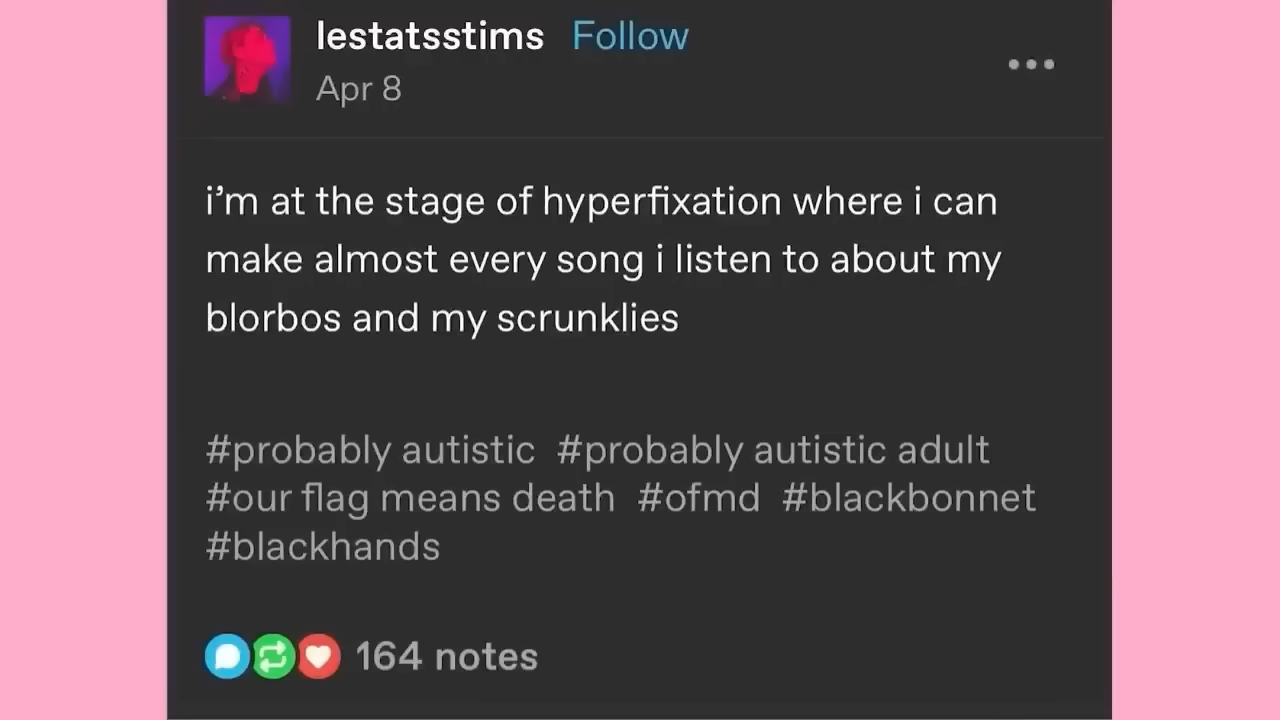 lestatsstims Follow
Apr 8
i’m at the stage of hyperfixation where i can
make almost every song i listen to about my
blorbos and my scrunklies
#probably autistic #probably autistic adult
#our flag means death #ofmd #blackbonnet
#blackhands
164 notes